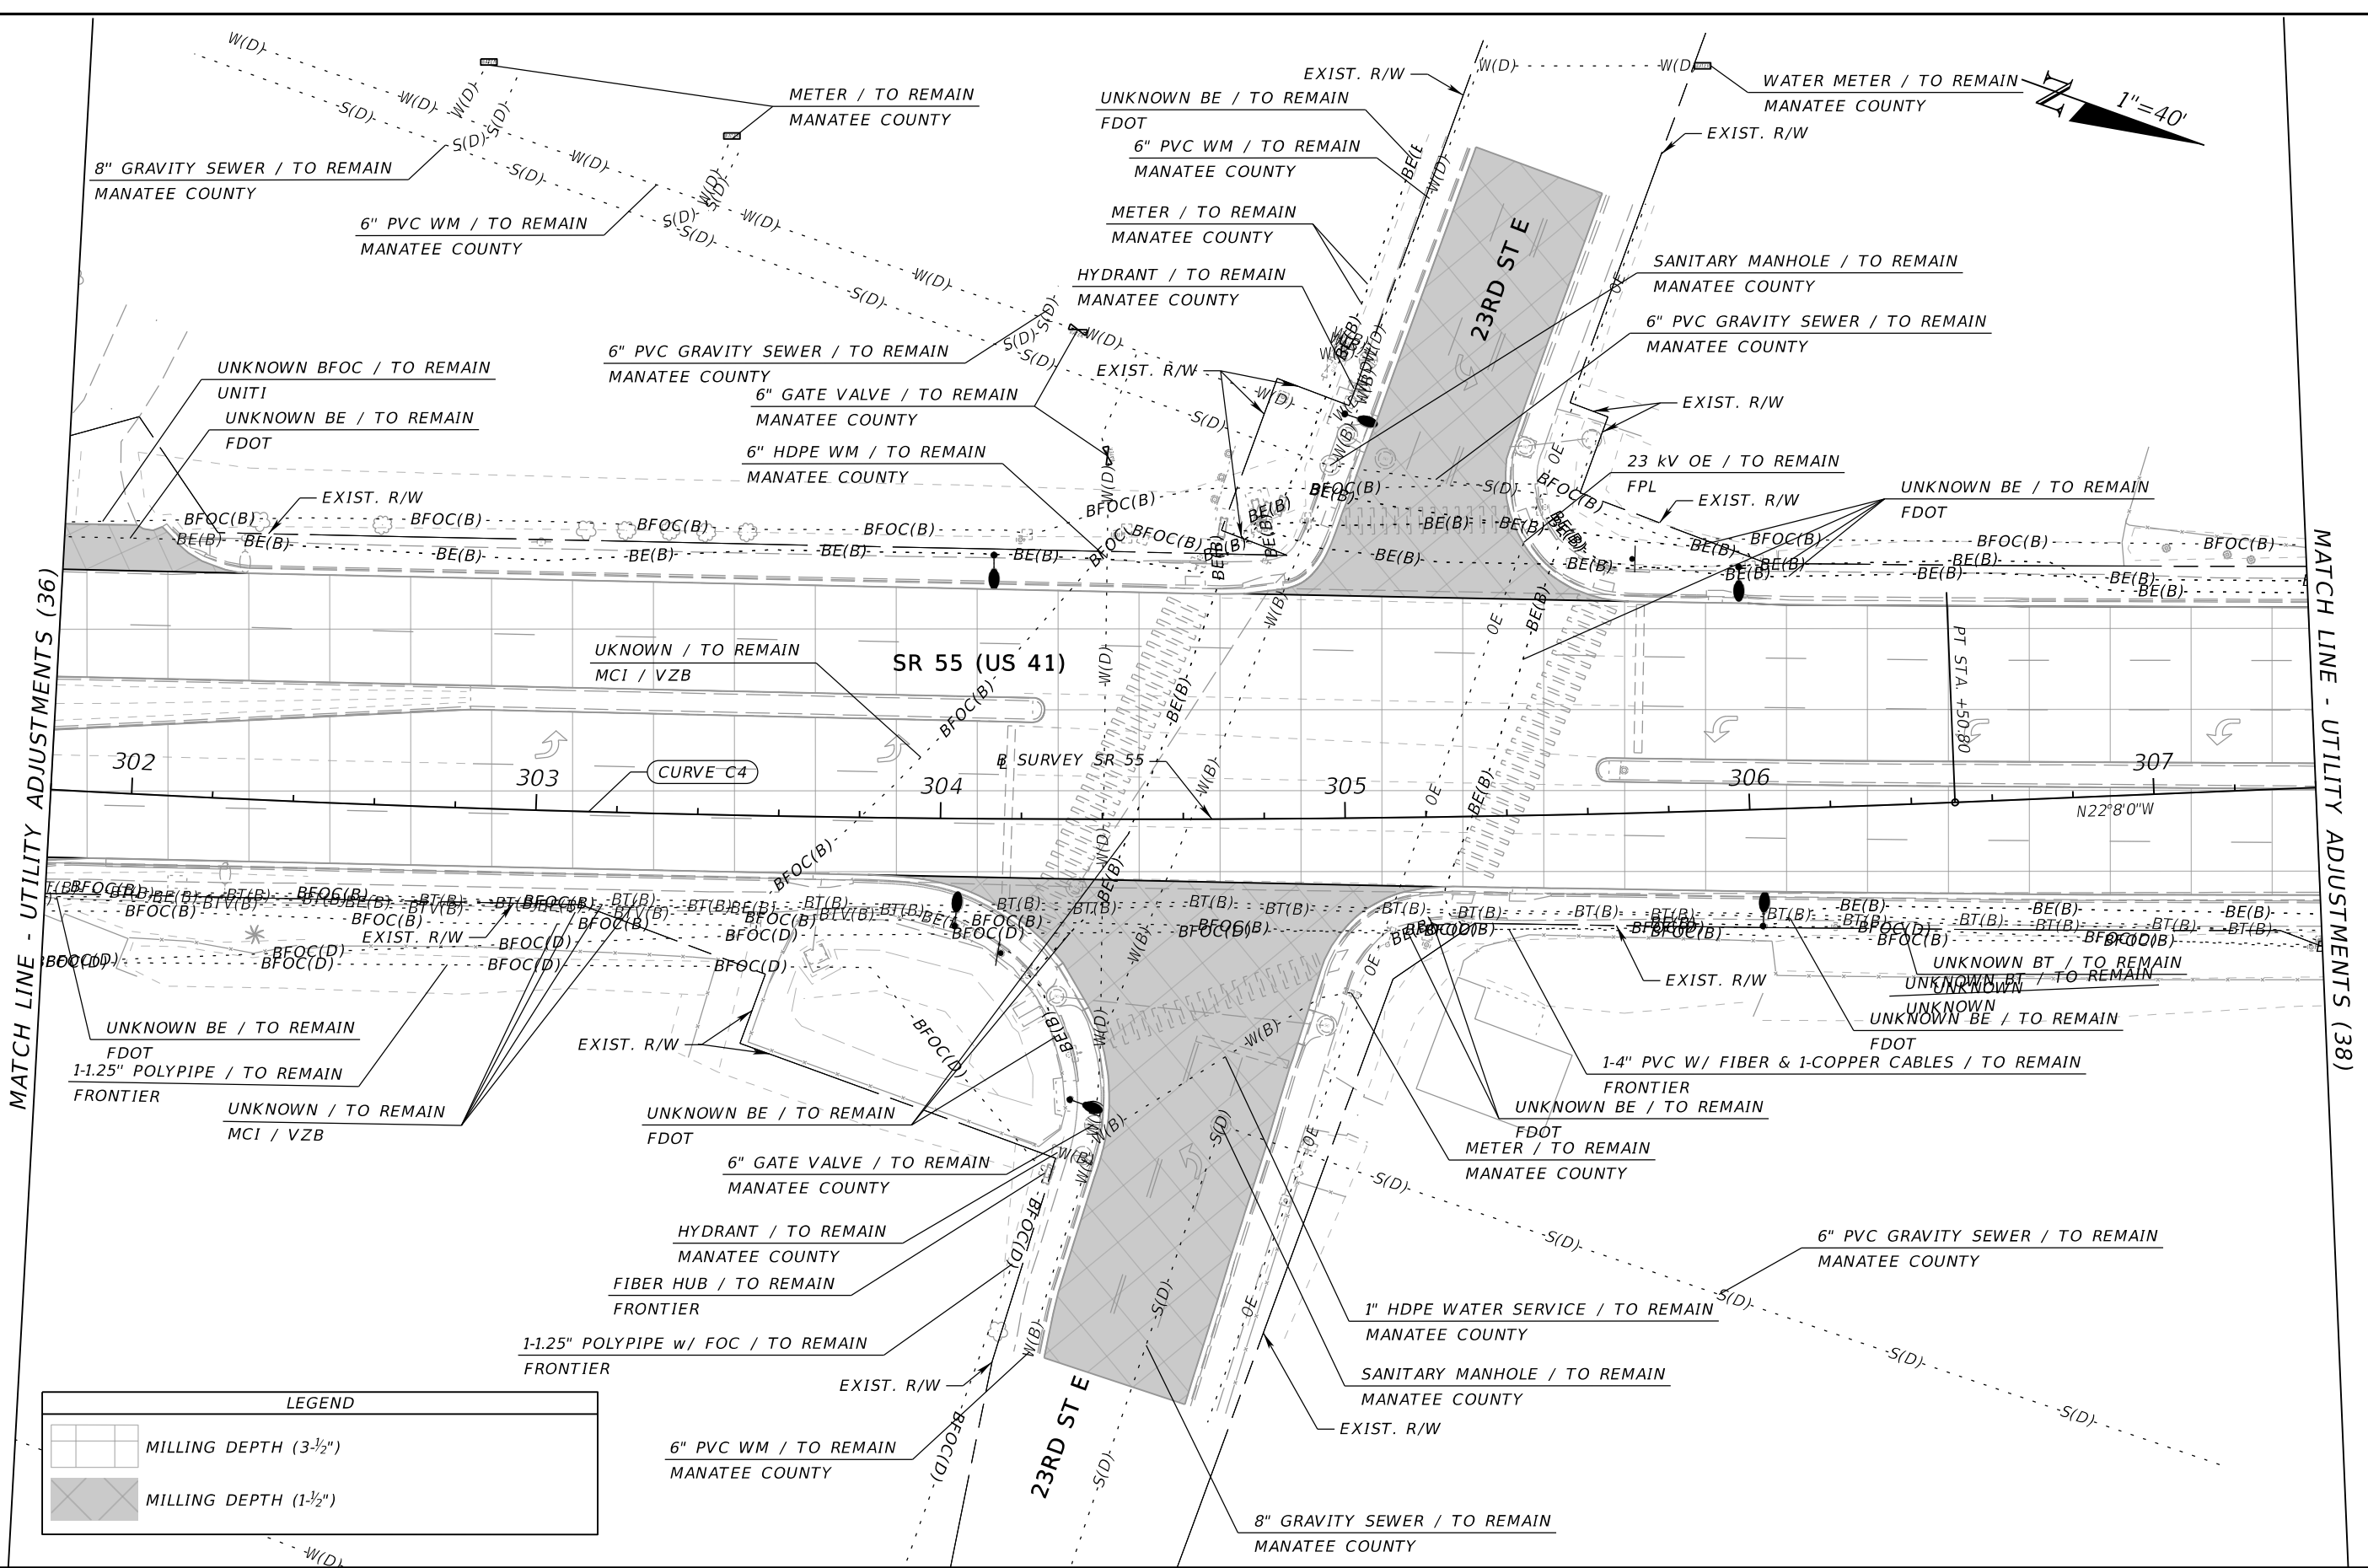 METER / TO REMAIN
MANATEE COUNTY
8" GRAVITY SEWER / TO REMAIN
MANATEE COUNTY
6" PVC WM / TO REMAIN
MANATEE COUNTY
EXIST. R/W
UNKNOWN BE / TO REMAIN
FDOT
6" PVC WM / TO REMAIN
MANATEE COUNTY
METER / TO REMAIN
MANATEE COUNTY
HYDRANT / TO REMAIN
MANATEE COUNTY
WATER METER / TO REMAIN
MANATEE COUNTY
EXIST. R/W
N
1"=40'
23RD ST E
SANITARY MANHOLE / TO REMAIN
MANATEE COUNTY
6" PVC GRAVITY SEWER / TO REMAIN
MANATEE COUNTY
6" PVC GRAVITY SEWER / TO REMAIN
MANATEE COUNTY
EXIST. R/W
6" GATE VALVE / TO REMAIN
MANATEE COUNTY
6" HDPE WM / TO REMAIN
MANATEE COUNTY
UNKNOWN BFOC / TO REMAIN
UNITI
UNKNOWN BE / TO REMAIN
FDOT
EXIST. R/W
EXIST. R/W
23 kV OE / TO REMAIN
FPL
EXIST. R/W
UNKNOWN BE / TO REMAIN
FDOT
W(D)
S(D)
BFOC(B)
BE(B)
W(B)
OE
MATCH LINE - UTILITY ADJUSTMENTS (36)
MATCH LINE - UTILITY ADJUSTMENTS (38)
UKNOWN / TO REMAIN
MCI / VZB
SR 55 (US 41)
PT STA. +50.80
B SURVEY SR 55
CURVE C4
302
303
304
305
306
307
N22°8'0"W
BT(B)
BTV(B)
BFOC(D)
EXIST. R/W
UNKNOWN BE / TO REMAIN
FDOT
1-1.25" POLYPIPE / TO REMAIN
FRONTIER
UNKNOWN / TO REMAIN
MCI / VZB
EXIST. R/W
UNKNOWN BE / TO REMAIN
FDOT
6" GATE VALVE / TO REMAIN
MANATEE COUNTY
HYDRANT / TO REMAIN
MANATEE COUNTY
FIBER HUB / TO REMAIN
FRONTIER
1-1.25" POLYPIPE w/ FOC / TO REMAIN
FRONTIER
EXIST. R/W
6" PVC WM / TO REMAIN
MANATEE COUNTY
23RD ST E
EXIST. R/W
UNKNOWN BT / TO REMAIN
UNKNOWN
UNKNOWN BT / TO REMAIN
UNKNOWN
UNKNOWN BE / TO REMAIN
FDOT
1-4" PVC W/ FIBER & 1-COPPER CABLES / TO REMAIN
FRONTIER
UNKNOWN BE / TO REMAIN
FDOT
METER / TO REMAIN
MANATEE COUNTY
6" PVC GRAVITY SEWER / TO REMAIN
MANATEE COUNTY
1" HDPE WATER SERVICE / TO REMAIN
MANATEE COUNTY
SANITARY MANHOLE / TO REMAIN
MANATEE COUNTY
EXIST. R/W
8" GRAVITY SEWER / TO REMAIN
MANATEE COUNTY
LEGEND
MILLING DEPTH (3-½")
MILLING DEPTH (1-½")